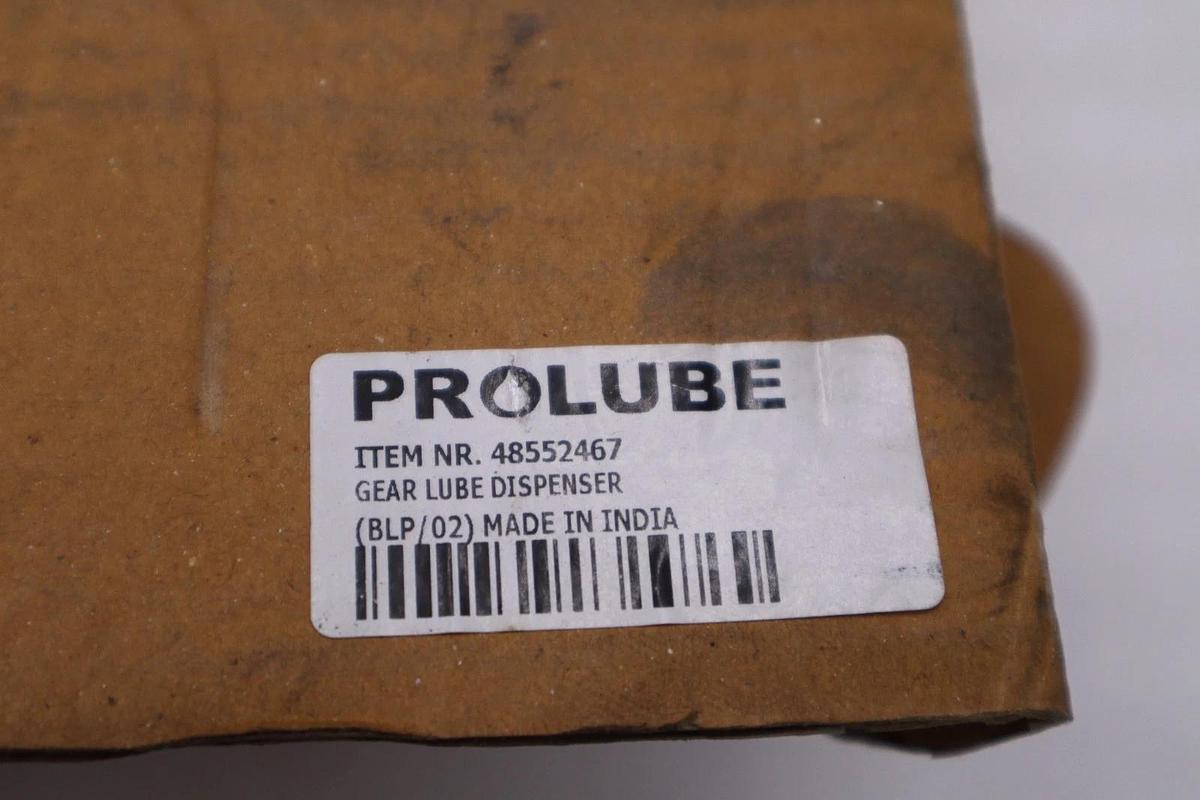 PROLUBE
ITEM NR. 48552467
GEAR LUBE DISPENSER
(BLP/02) MADE IN INDIA